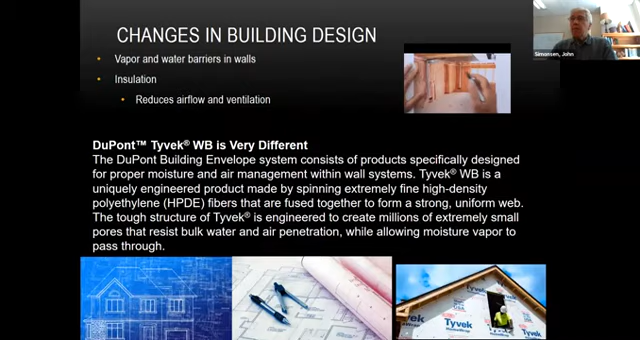 CHANGES IN BUILDING DESIGN
Simonsen, John
• Vapor and water barriers in walls
• Insulation
• Reduces airflow and ventilation
DuPont™ Tyvek® WB is Very Different
The DuPont Building Envelope system consists of products specifically designed
for proper moisture and air management within wall systems. Tyvek® WB is a
uniquely engineered product made by spinning extremely fine high-density
polyethylene (HPDE) fibers that are fused together to form a strong, uniform web.
The tough structure of Tyvek® is engineered to create millions of extremely small
pores that resist bulk water and air penetration, while allowing moisture vapor to
pass through.
Tyvek
Tyvek